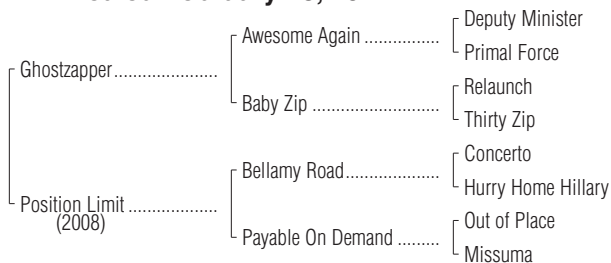 Awesome Again ...............
Deputy Minister
Primal Force
Ghostzapper.....................
Baby Zip .........................
Relaunch
Thirty Zip
Bellamy Road...................
Concerto
Hurry Home Hillary
Position Limit ..................
(2008)
Payable On Demand ........
Out of Place
Missuma